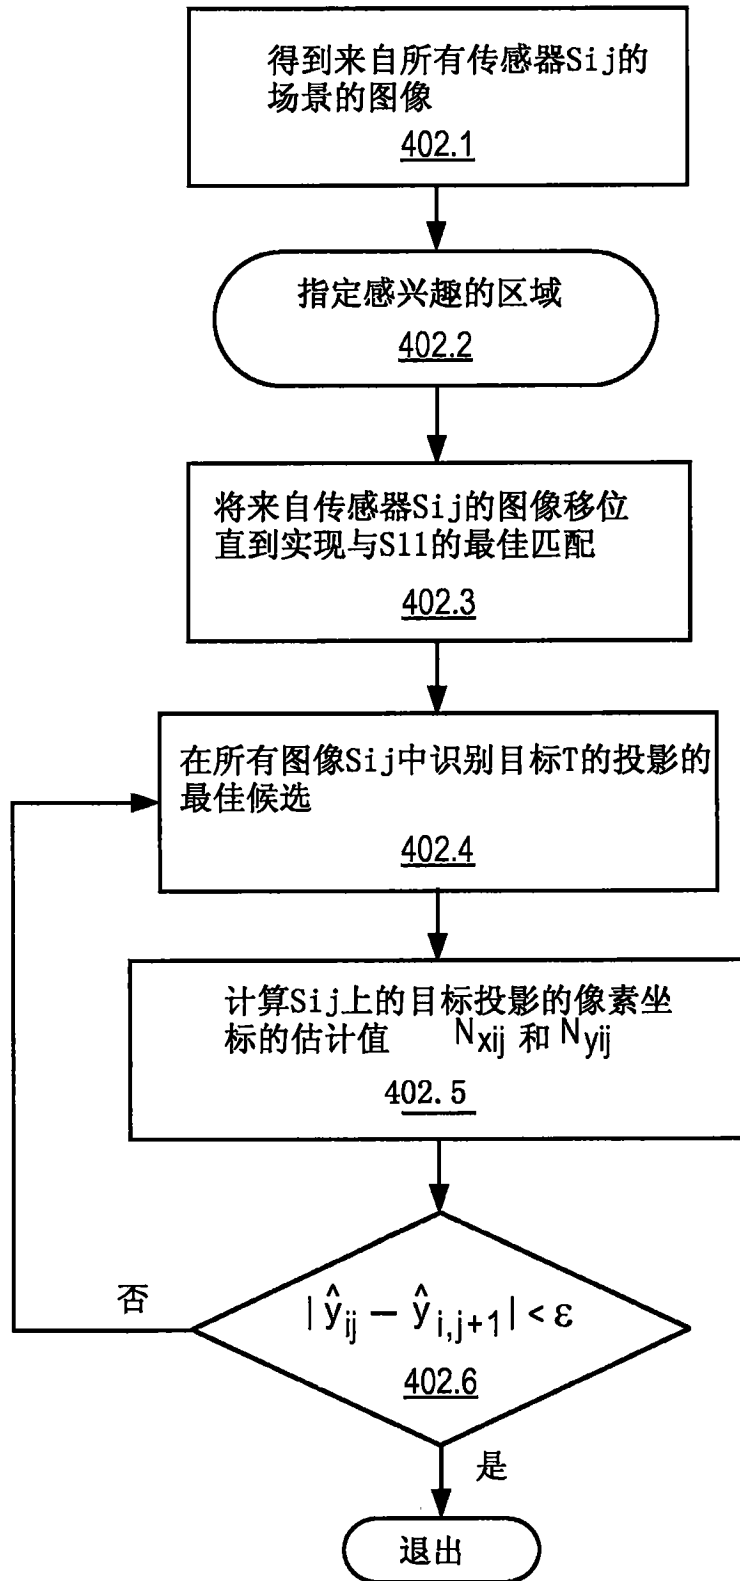 得到来自所有传感器Sij的
场景的图像
402.1
指定感兴趣的区域
402.2
将来自传感器Sij的图像移位
直到实现与S11的最佳匹配
402.3
在所有图像Sij中识别目标T的投影的
最佳候选
402.4
计算Sij上的目标投影的像素坐
标的估计值 Nxij 和 Nyij
402.5
否
|ŷij − ŷi,j+1| < ε
402.6
是
退出